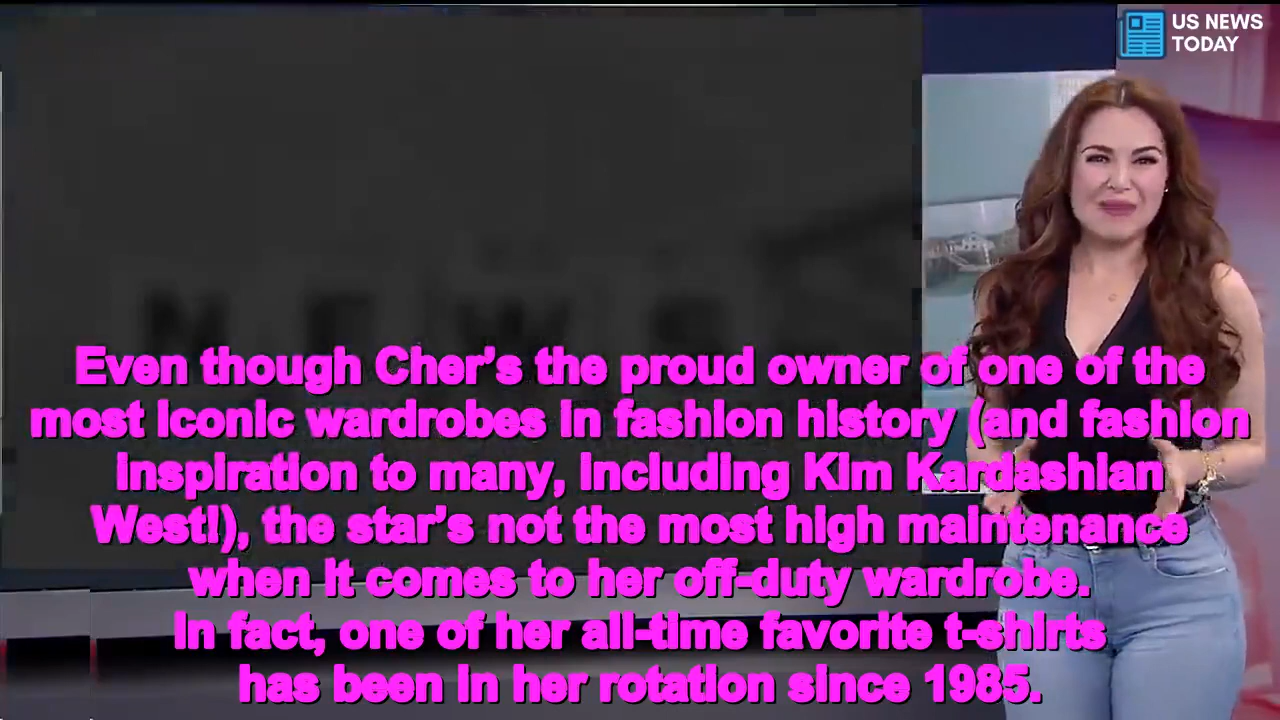 US NEWS
TODAY
NEWS
Even though Cher's the proud owner of one of the
most iconic wardrobes in fashion history (and fashion
inspiration to many, including Kim Kardashian
West!), the star's not the most high maintenance
when it comes to her off-duty wardrobe.
In fact, one of her all-time favorite t-shirts
has been in her rotation since 1985.